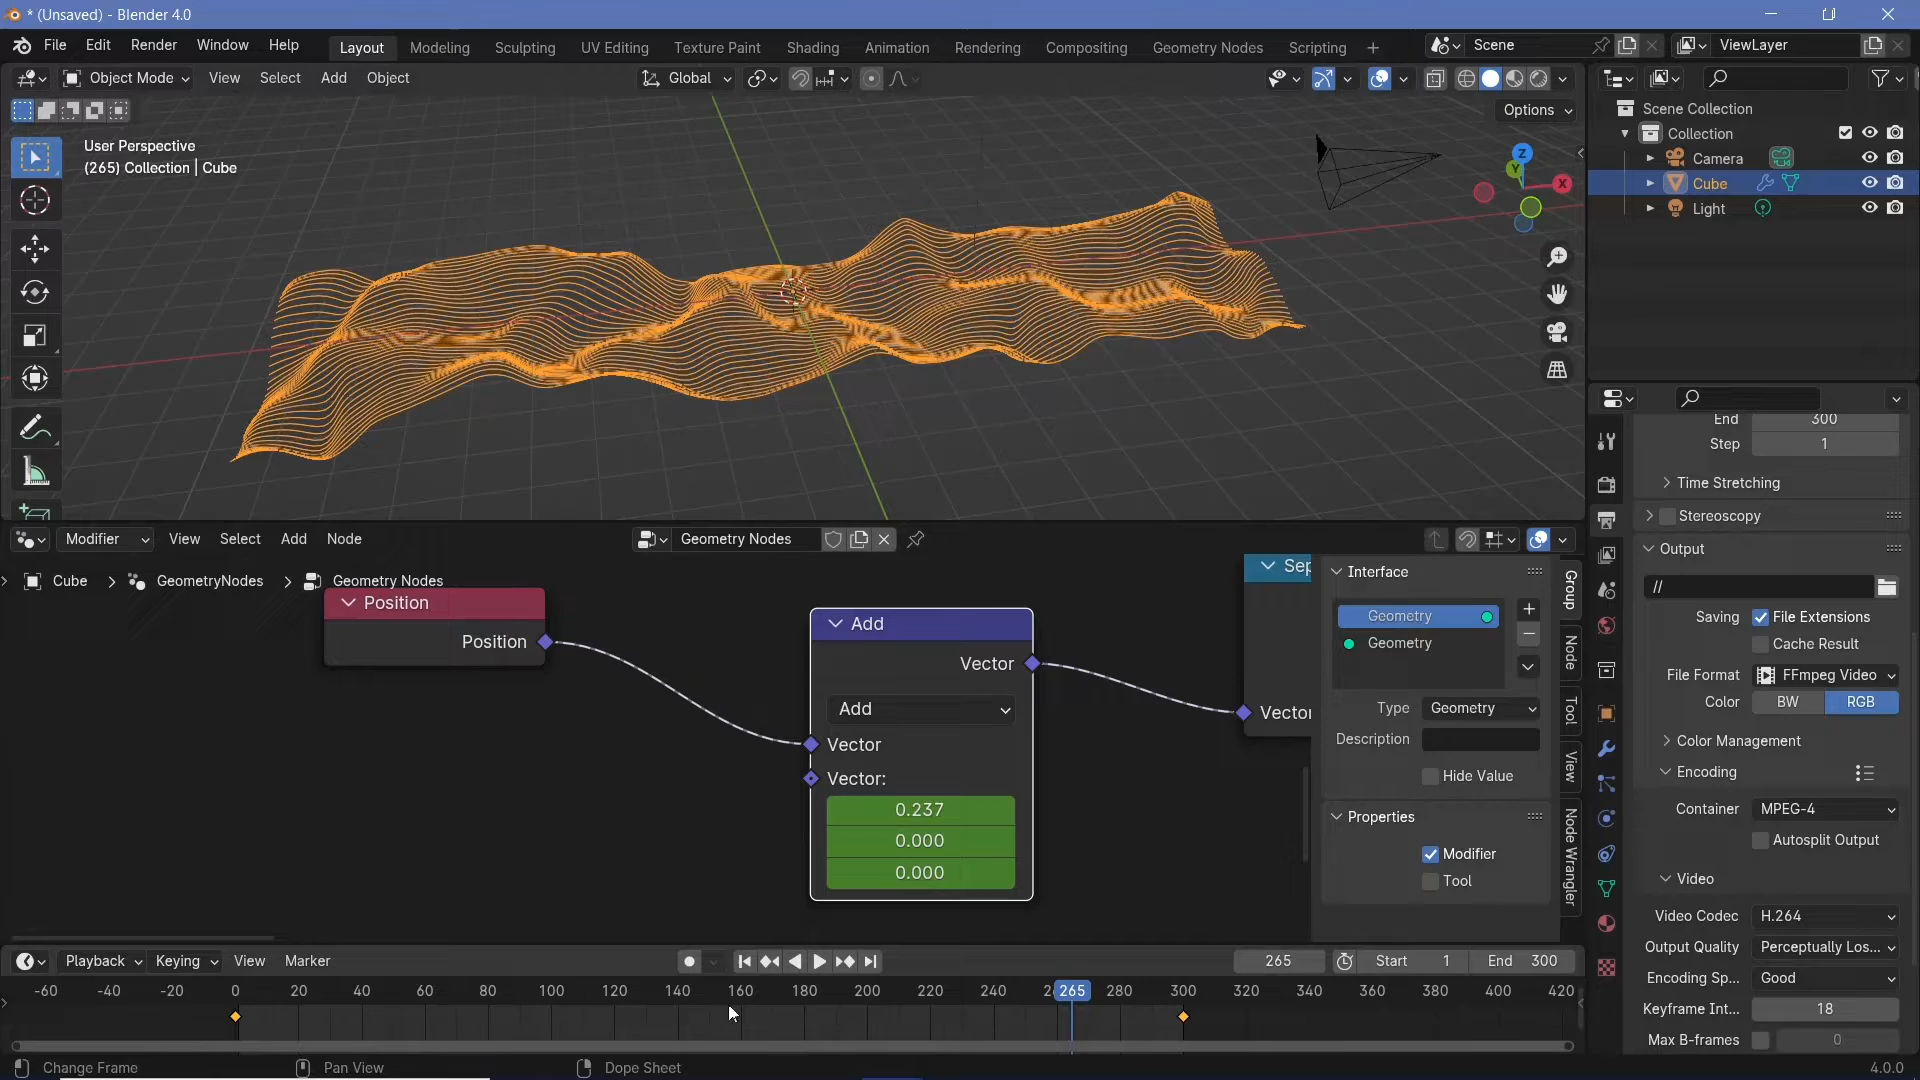 * (Unsaved) - Blender 4.0
File Edit Render Window Help Layout Modeling Sculpting UV Editing Texture Paint Shading Animation Rendering Compositing Geometry Nodes Scripting + Scene ViewLayer
Object Mode View Select Add Object Global
Options
User Perspective
(265) Collection | Cube
Z
Y
X
Scene Collection
Collection
Camera
Cube
Light
End 300
Step 1
Time Stretching
Stereoscopy
Output
//
Saving File Extensions
Cache Result
File Format FFmpeg Video
Color BW RGB
Color Management
Encoding
Container MPEG-4
Autosplit Output
Video
Video Codec H.264
Output Quality Perceptually Los...
Encoding Sp... Good
Keyframe Int... 18
Max B-frames 0
Modifier View Select Add Node Geometry Nodes
Cube GeometryNodes Geometry Nodes
Position
Position
Add
Vector
Add
Vector
Vector:
0.237
0.000
0.000
Sep
Vector
Interface
Geometry
Geometry
Type Geometry
Description
Hide Value
Properties
Modifier
Tool
Group
Node
Tool
View
Node Wrangler
Playback Keying View Marker 265 Start 1 End 300
-60 -40 -20 0 20 40 60 80 100 120 140 160 180 200 220 240 265 280 300 320 340 360 380 400 420
Change Frame Pan View Dope Sheet 4.0.0